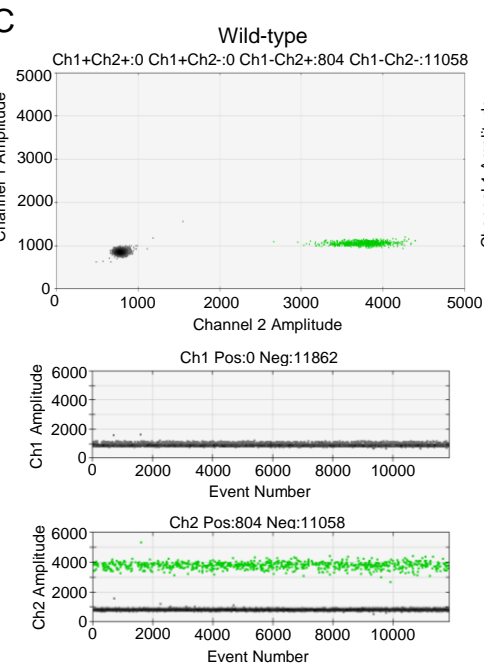 C
Wild-type
Ch1+Ch2+:0 Ch1+Ch2-:0 Ch1-Ch2+:804 Ch1-Ch2-:11058
5000
4000
3000
2000
1000
0
0 1000 2000 3000 4000 5000
Channel 2 Amplitude
Ch1 Pos:0 Neg:11862
Ch1 Amplitude
6000
4000
2000
0
0 2000 4000 6000 8000 10000
Event Number
Ch2 Pos:804 Neg:11058
Ch2 Amplitude
6000
4000
2000
0
0 2000 4000 6000 8000 10000
Event Number